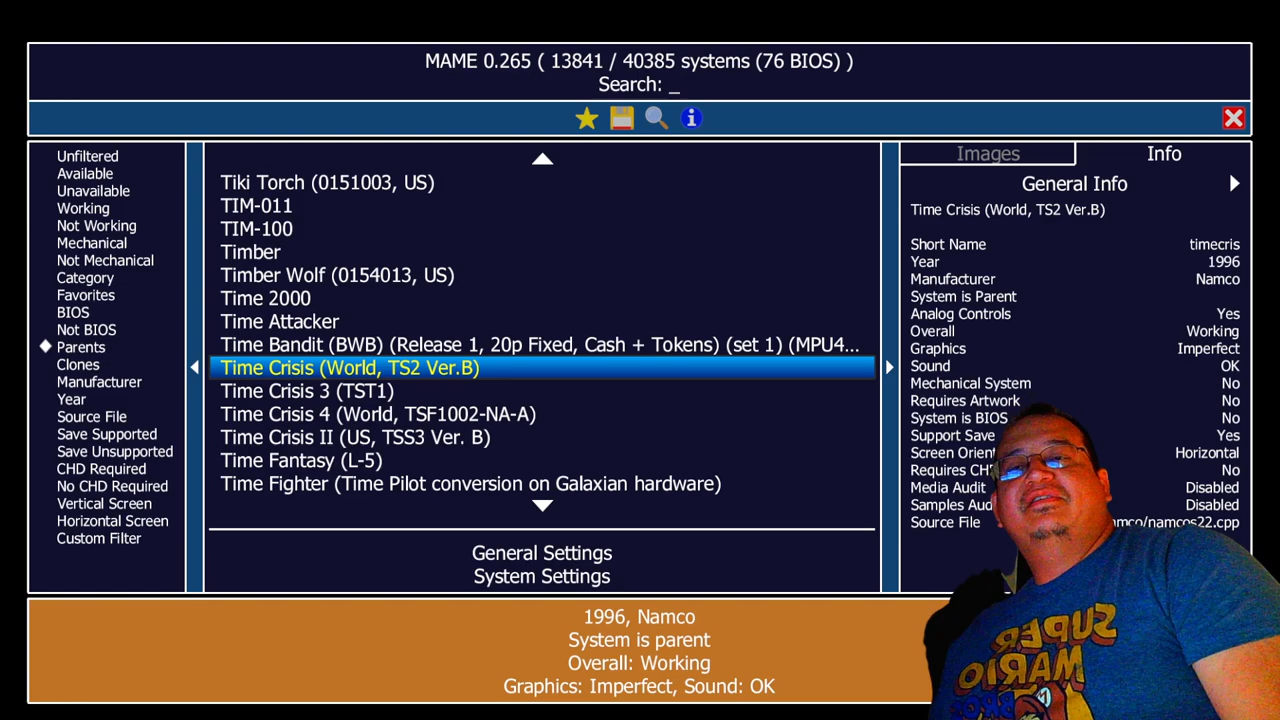 MAME 0.265 ( 13841 / 40385 systems (76 BIOS) )
Search: _
Unfiltered
Available
Unavailable
Working
Not Working
Mechanical
Not Mechanical
Category
Favorites
BIOS
Not BIOS
Parents
Clones
Manufacturer
Year
Source File
Save Supported
Save Unsupported
CHD Required
No CHD Required
Vertical Screen
Horizontal Screen
Custom Filter
Tiki Torch (0151003, US)
TIM-011
TIM-100
Timber
Timber Wolf (0154013, US)
Time 2000
Time Attacker
Time Bandit (BWB) (Release 1, 20p Fixed, Cash + Tokens) (set 1) (MPU4...
Time Crisis (World, TS2 Ver.B)
Time Crisis 3 (TST1)
Time Crisis 4 (World, TSF1002-NA-A)
Time Crisis II (US, TSS3 Ver. B)
Time Fantasy (L-5)
Time Fighter (Time Pilot conversion on Galaxian hardware)
General Settings
System Settings
Images Info
General Info
Time Crisis (World, TS2 Ver.B)
Short Name timecris
Year 1996
Manufacturer Namco
System is Parent
Analog Controls Yes
Overall Working
Graphics Imperfect
Sound OK
Mechanical System No
Requires Artwork No
System is BIOS No
Support Save Yes
Screen Orient Horizontal
Requires CH No
Media Audit Disabled
Samples Aud Disabled
Source File amco/namcos22.cpp
1996, Namco
System is parent
Overall: Working
Graphics: Imperfect, Sound: OK
SUPER
MARIO